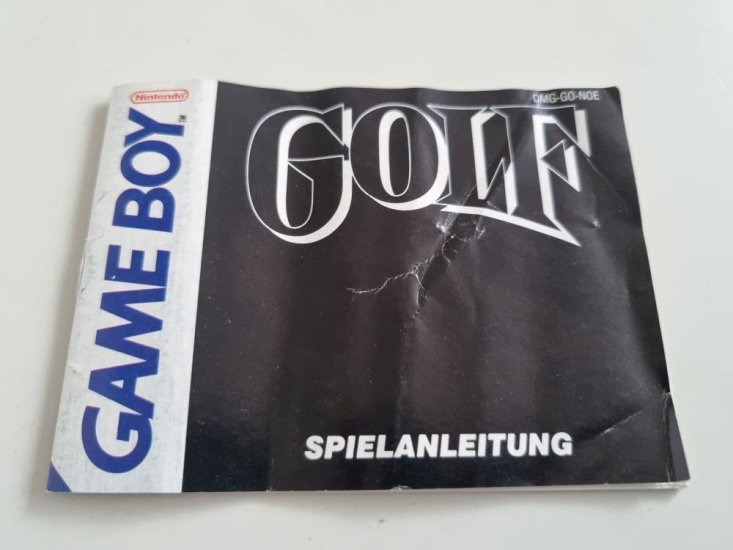 Nintendo
GAME BOY™
DMG-GO-NOE
GOLF
SPIELANLEITUNG